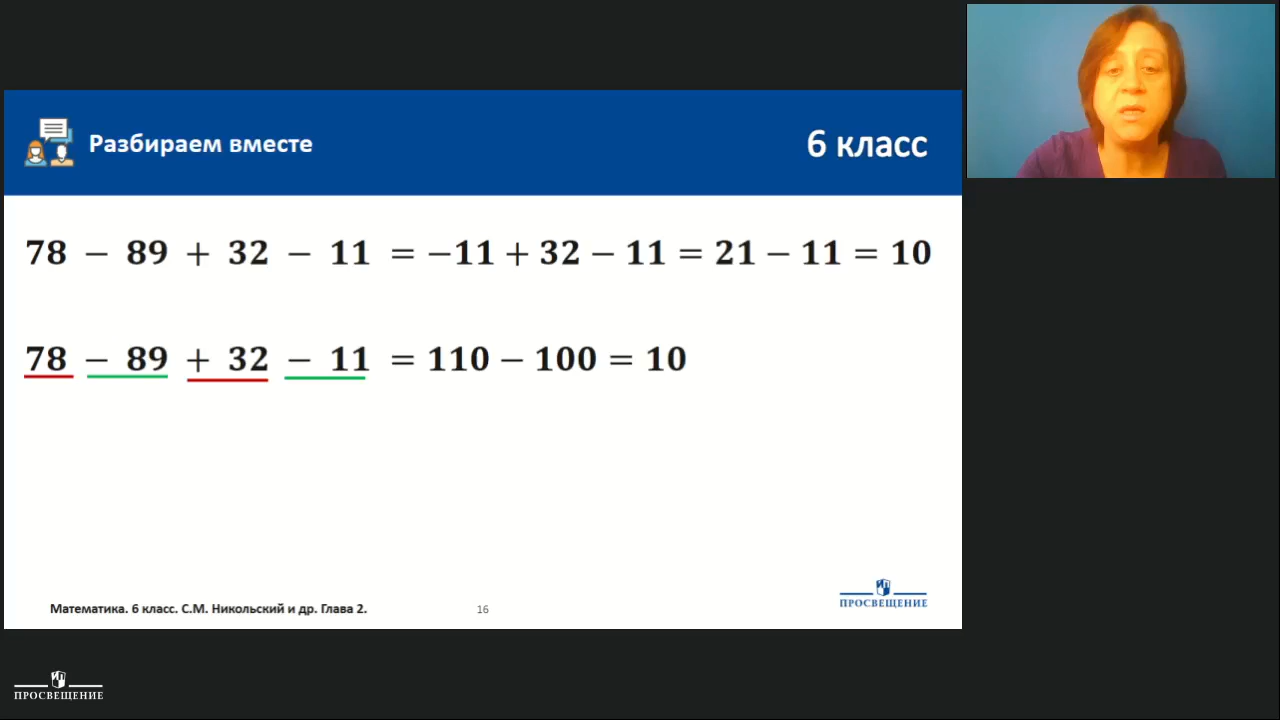 Разбираем вместе
6 класс
78 − 89 + 32 − 11 = −11 + 32 − 11 = 21 − 11 = 10
78 − 89 + 32 − 11 = 110 − 100 = 10
Математика. 6 класс. С.М. Никольский и др. Глава 2.
16
ПРОСВЕЩЕНИЕ
ПРОСВЕЩЕНИЕ